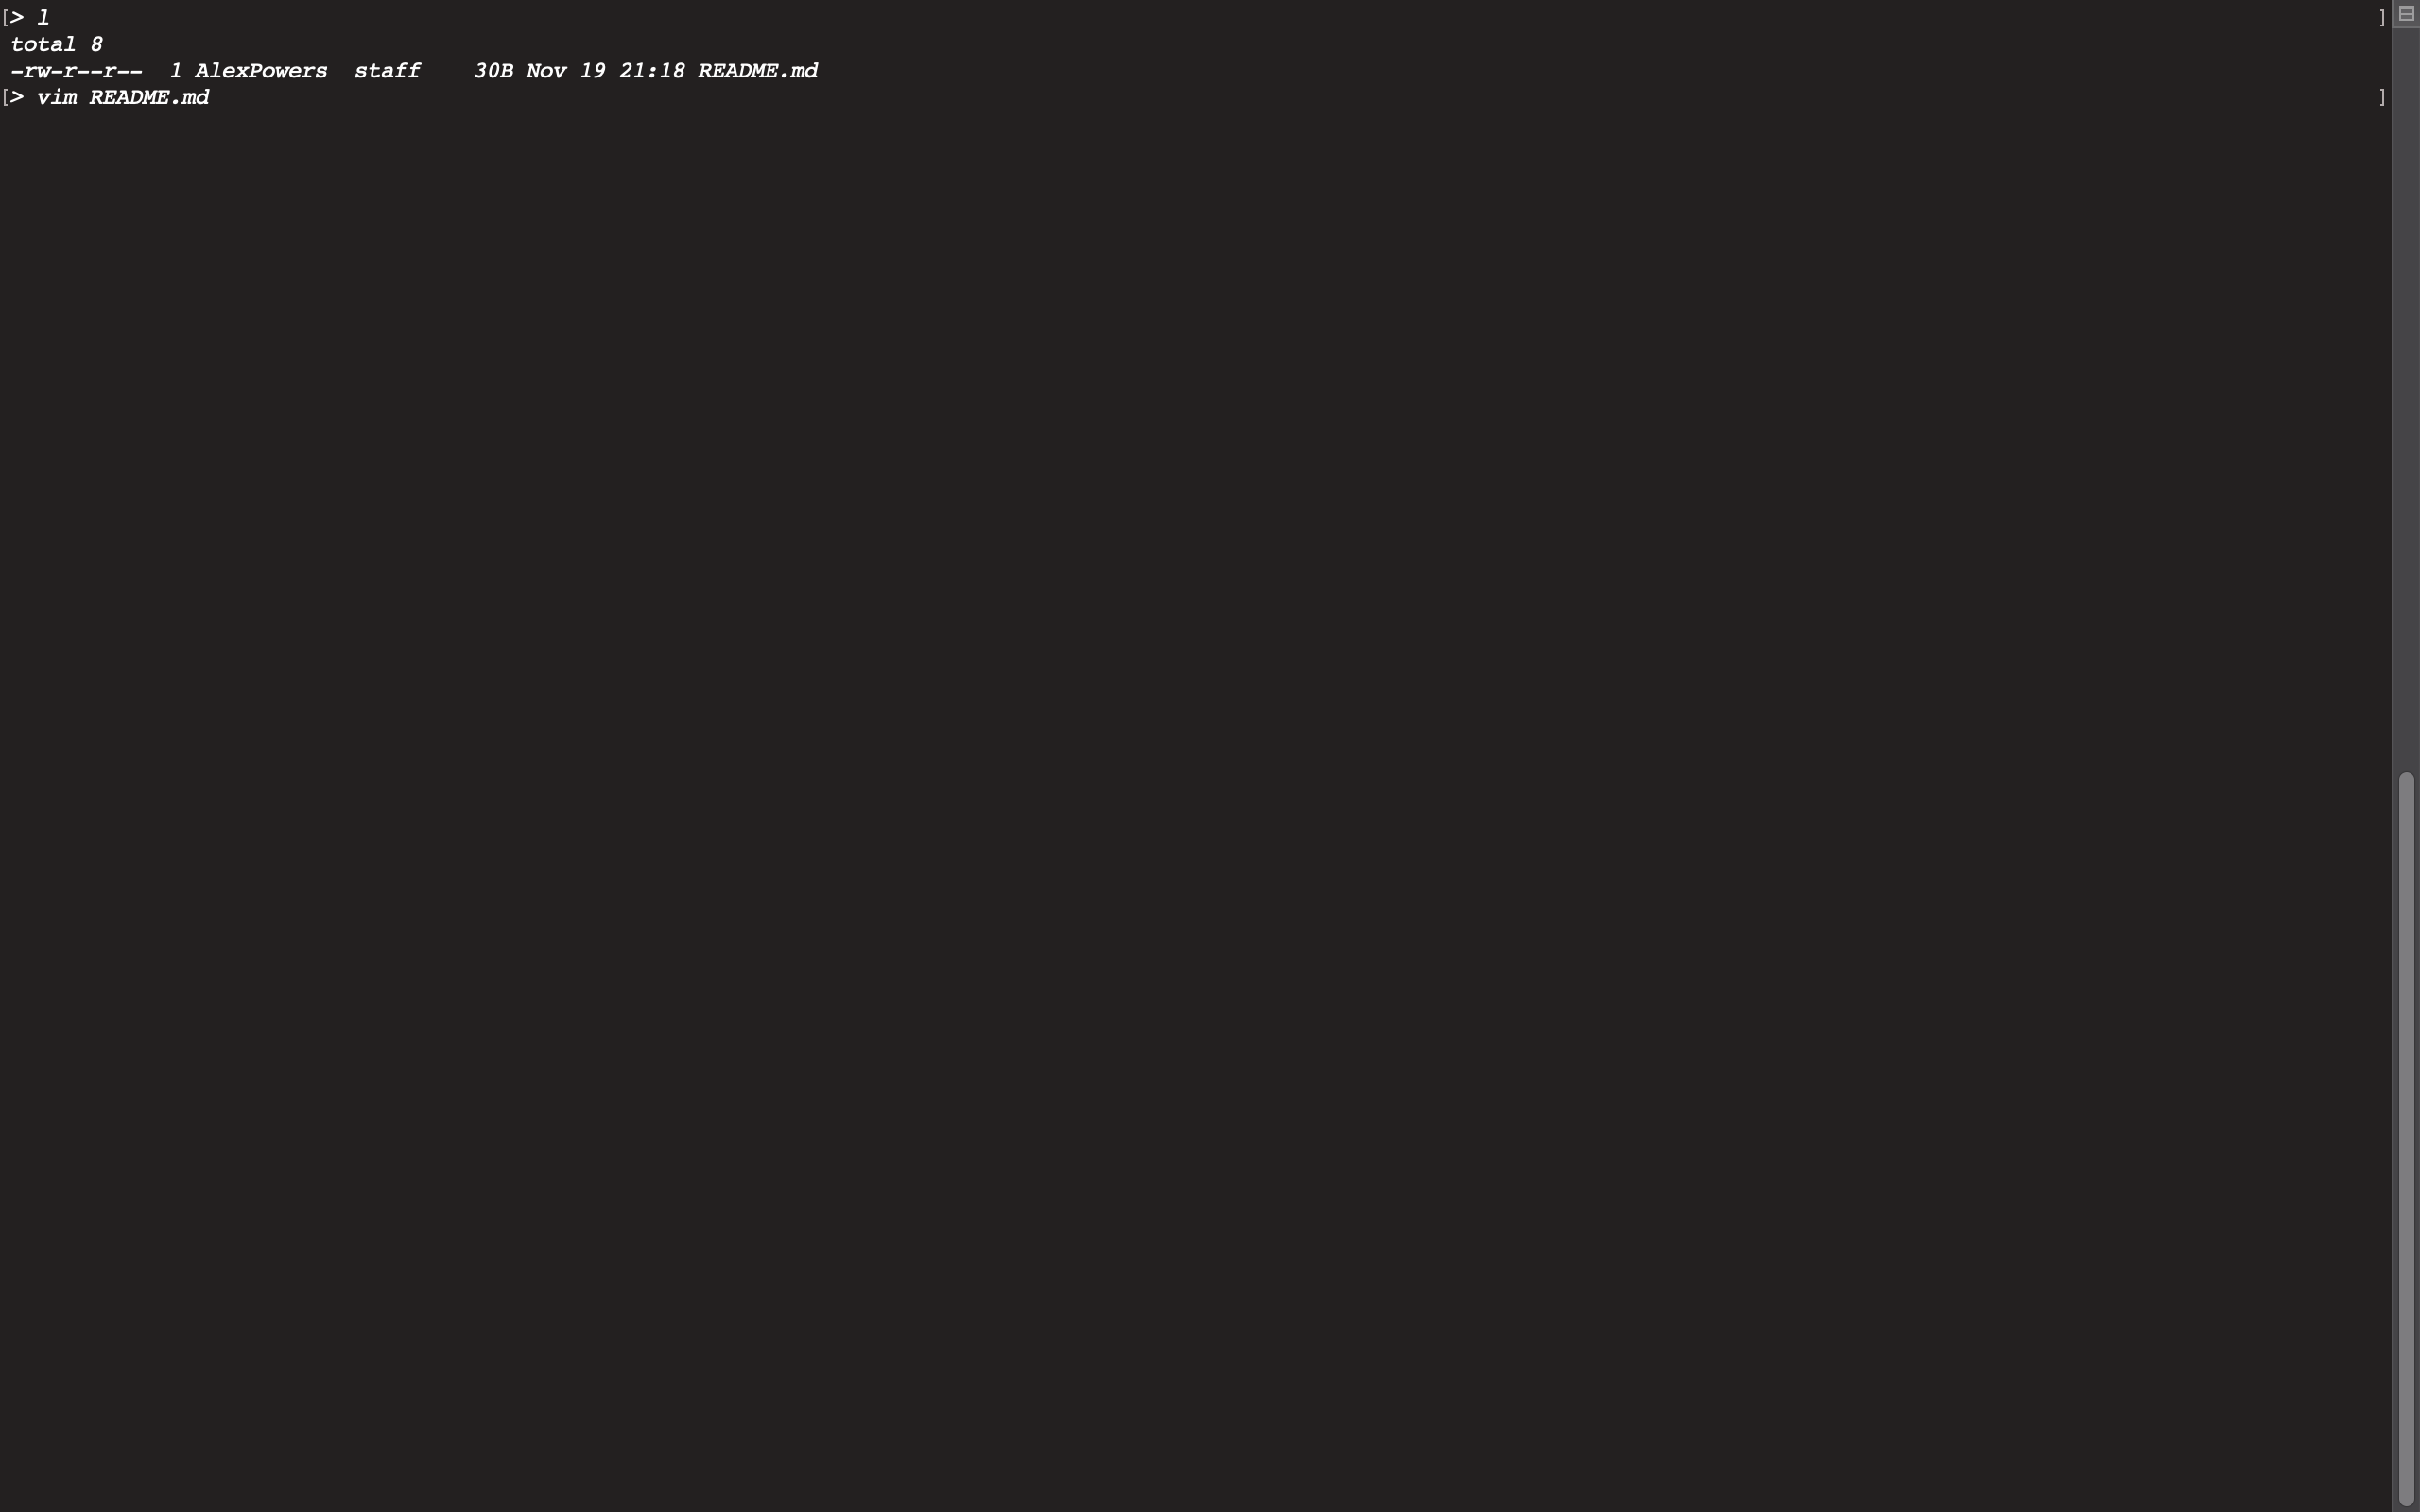 [> l ]
total 8
-rw-r--r--  1 AlexPowers  staff    30B Nov 19 21:18 README.md
[> vim README.md ]